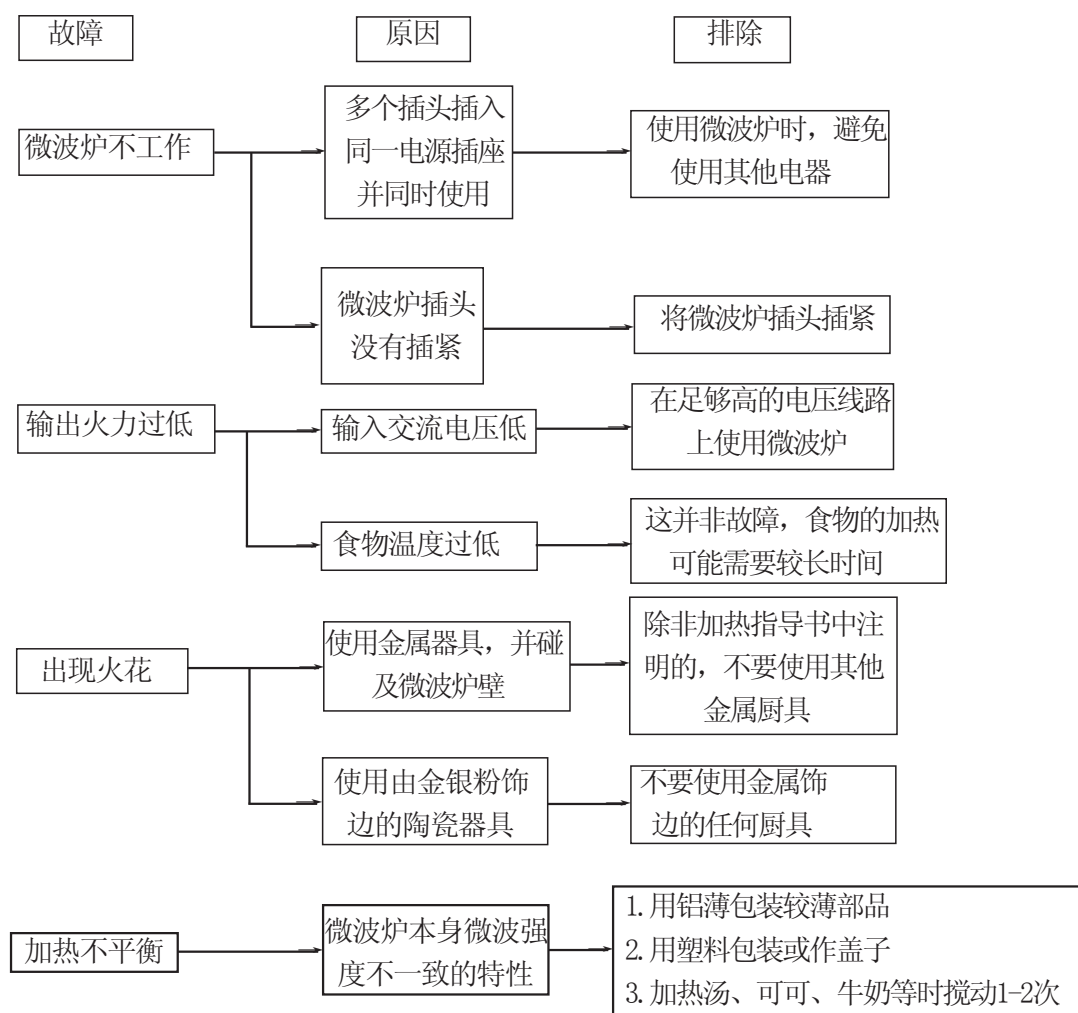 故障
原因
排除
微波炉不工作
多个插头插入
同一电源插座
并同时使用
使用微波炉时，避免
使用其他电器
微波炉插头
没有插紧
将微波炉插头插紧
输出火力过低
输入交流电压低
在足够高的电压线路
上使用微波炉
食物温度过低
这并非故障，食物的加热
可能需要较长时间
出现火花
使用金属器具，并碰
及微波炉壁
除非加热指导书中注
明的，不要使用其他
金属厨具
使用由金银粉饰
边的陶瓷器具
不要使用金属饰
边的任何厨具
加热不平衡
微波炉本身微波强
度不一致的特性
1.用铝薄包装较薄部品
2.用塑料包装或作盖子
3.加热汤、可可、牛奶等时搅动1-2次